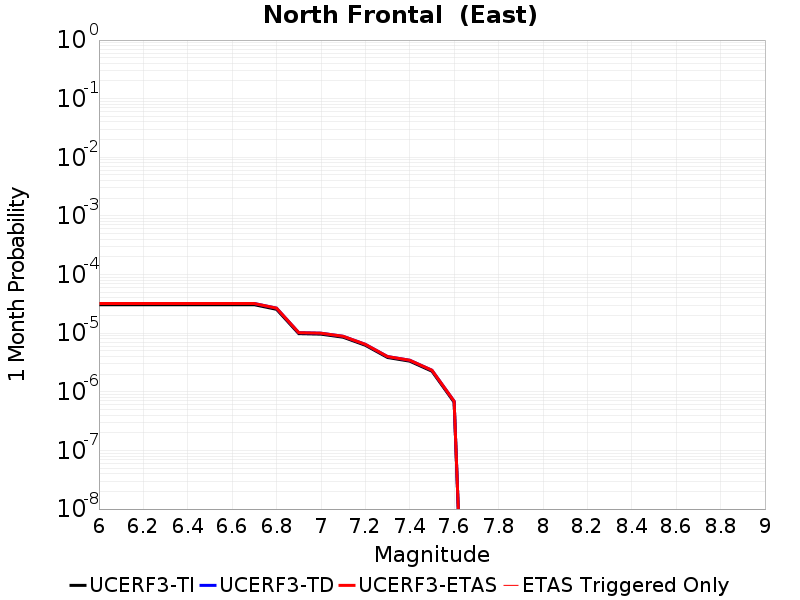 North Frontal  (East)
10^0
10^-1
10^-2
10^-3
10^-4
10^-5
10^-6
10^-7
10^-8
1 Month Probability
6 6.2 6.4 6.6 6.8 7 7.2 7.4 7.6 7.8 8 8.2 8.4 8.6 8.8 9
Magnitude
UCERF3-TI UCERF3-TD UCERF3-ETAS ETAS Triggered Only